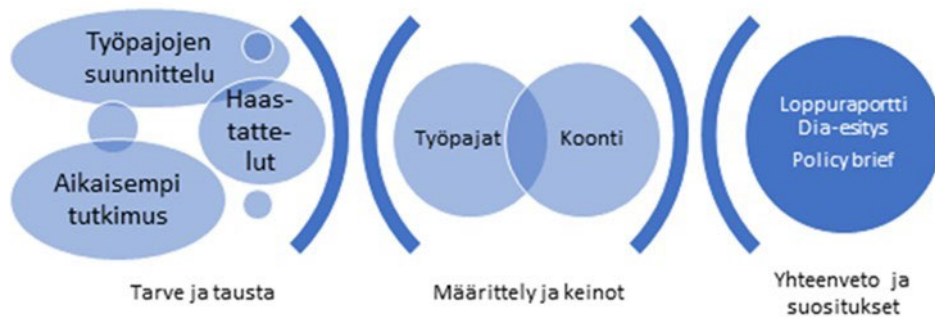 Työpajojen
suunnittelu
Haas-
tatte-
lut
Aikaisempi
tutkimus
Tarve ja tausta
Työpajat
Koonti
Määrittely ja keinot
Loppuraportti
Dia-esitys
Policy brief
Yhteenveto ja
suositukset